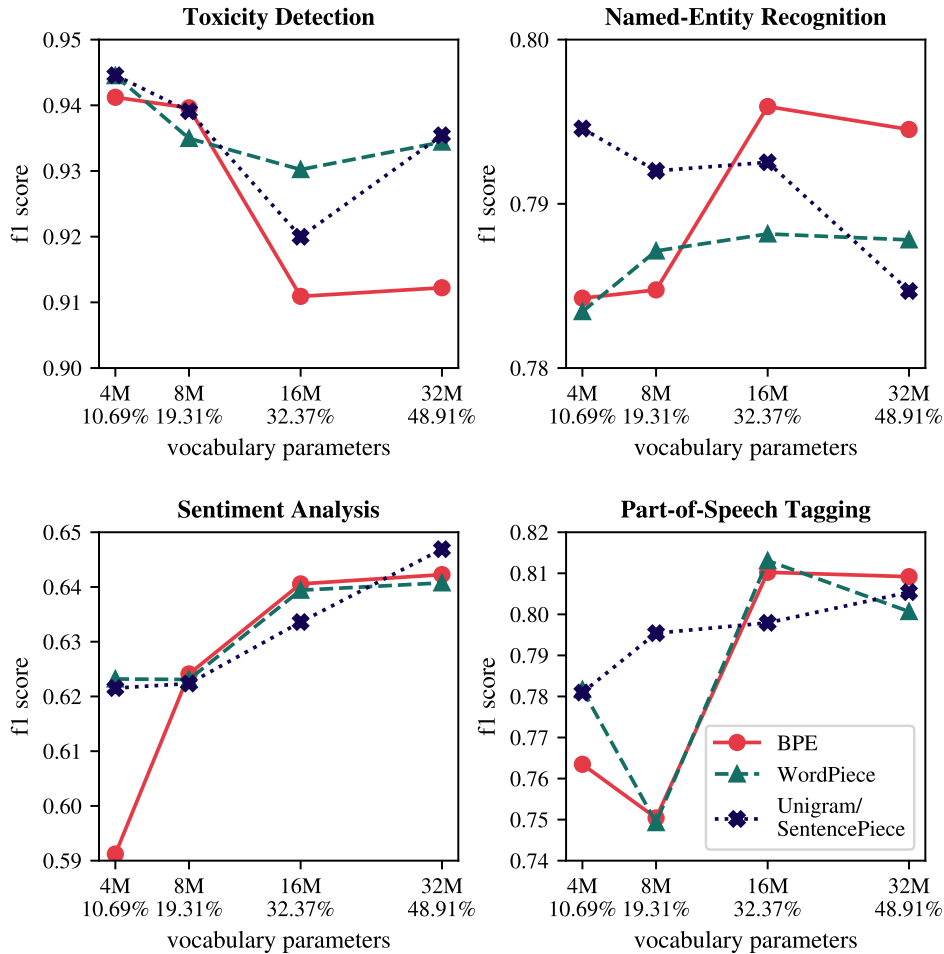 Toxicity Detection
0.95
0.94
0.93
0.92
0.91
0.90
f1 score
4M 8M 16M 32M
10.69% 19.31% 32.37% 48.91%
vocabulary parameters
Named-Entity Recognition
0.80
0.79
0.78
f1 score
4M 8M 16M 32M
10.69% 19.31% 32.37% 48.91%
vocabulary parameters
Sentiment Analysis
0.65
0.64
0.63
0.62
0.61
0.60
0.59
f1 score
4M 8M 16M 32M
10.69% 19.31% 32.37% 48.91%
vocabulary parameters
Part-of-Speech Tagging
0.82
0.81
0.80
0.79
0.78
0.77
0.76
0.75
0.74
f1 score
BPE
WordPiece
Unigram/
SentencePiece
4M 8M 16M 32M
10.69% 19.31% 32.37% 48.91%
vocabulary parameters